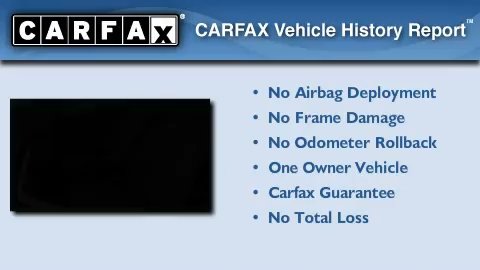 CARFAX® CARFAX Vehicle History Report™
• No Airbag Deployment
• No Frame Damage
• No Odometer Rollback
• One Owner Vehicle
• Carfax Guarantee
• No Total Loss